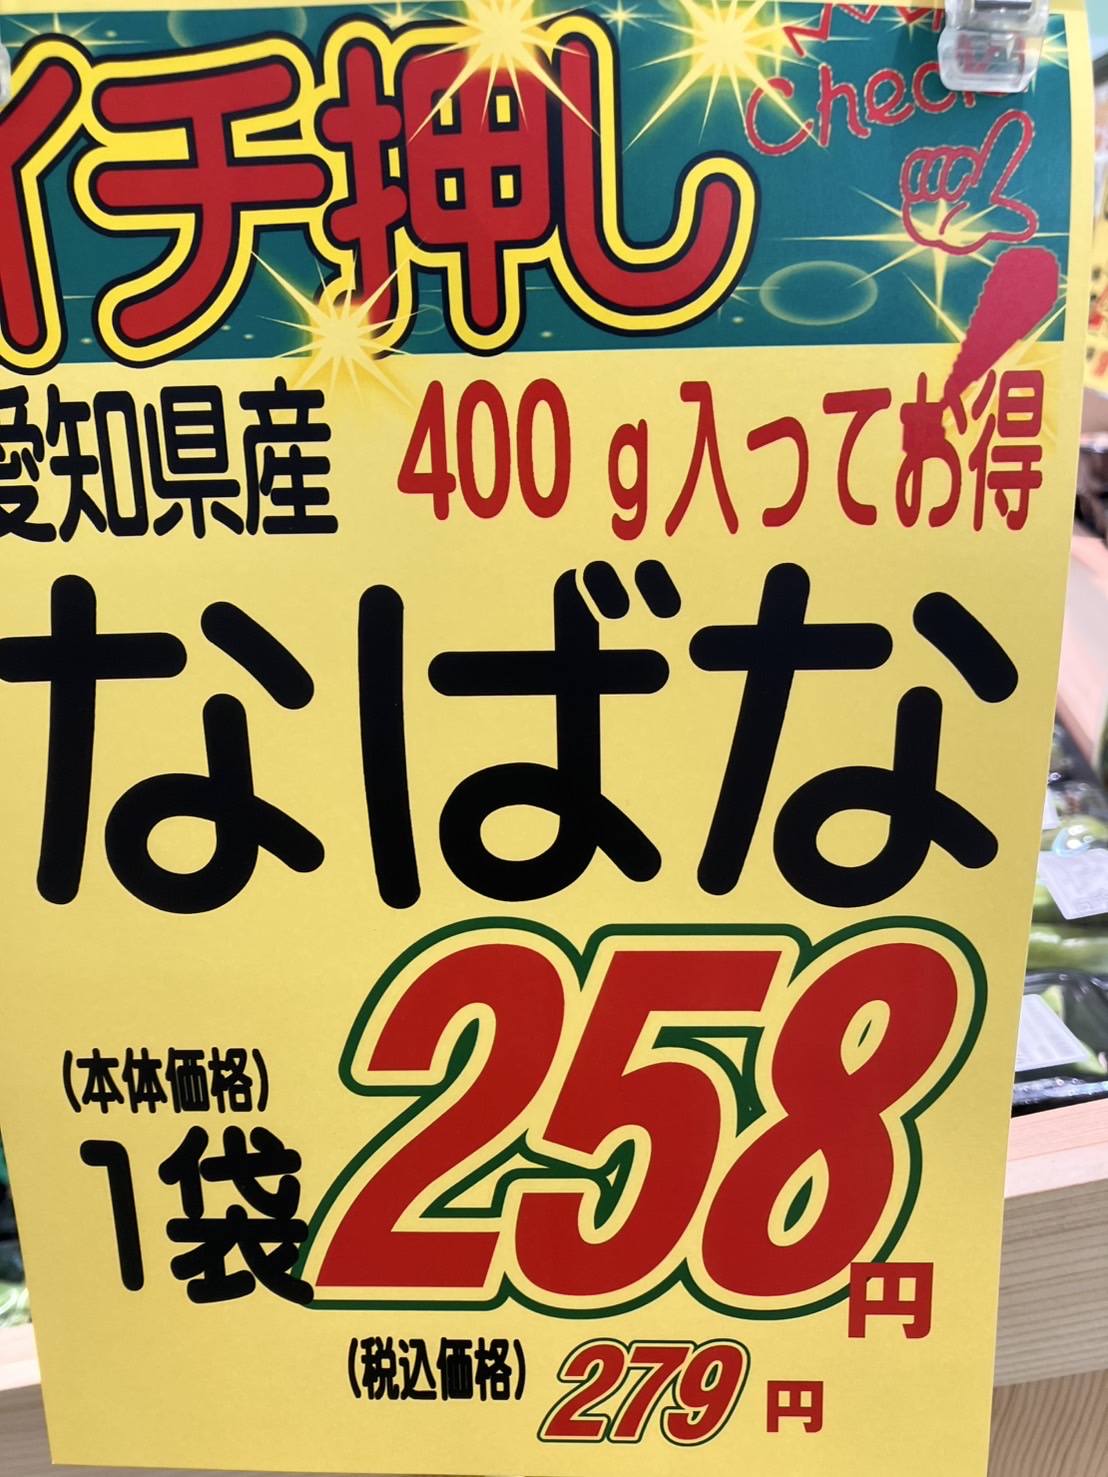 イチ押し
Check
愛知県産 400g入ってお得
なばな
(本体価格)
1袋 258円
(税込価格) 279円